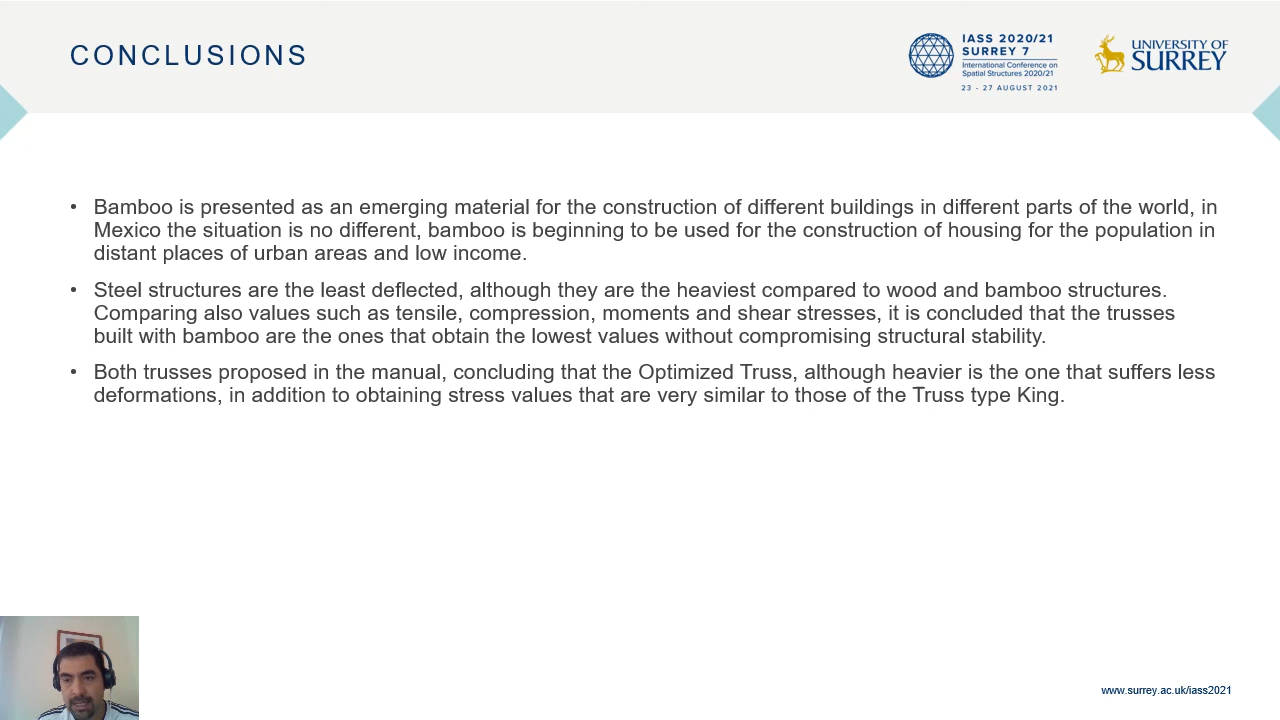 CONCLUSIONS
IASS 2020/21
SURREY 7
International Conference on
Spatial Structures 2020/21
23 - 27 AUGUST 2021
UNIVERSITY OF
SURREY
• Bamboo is presented as an emerging material for the construction of different buildings in different parts of the world, in
Mexico the situation is no different, bamboo is beginning to be used for the construction of housing for the population in
distant places of urban areas and low income.
• Steel structures are the least deflected, although they are the heaviest compared to wood and bamboo structures.
Comparing also values such as tensile, compression, moments and shear stresses, it is concluded that the trusses
built with bamboo are the ones that obtain the lowest values without compromising structural stability.
• Both trusses proposed in the manual, concluding that the Optimized Truss, although heavier is the one that suffers less
deformations, in addition to obtaining stress values that are very similar to those of the Truss type King.
www.surrey.ac.uk/iass2021